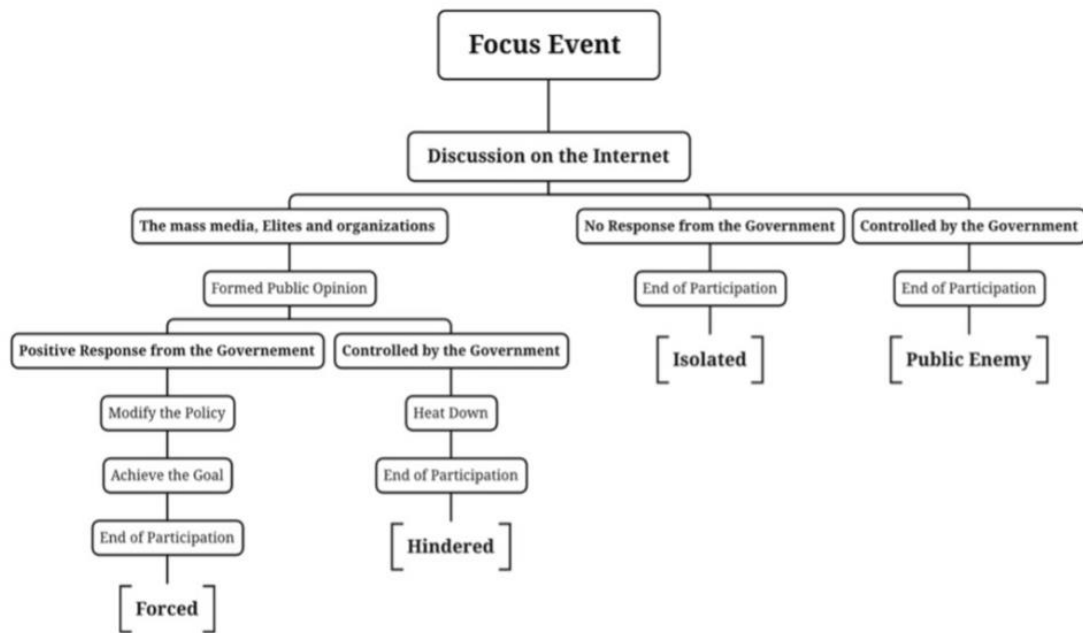 Focus Event
Discussion on the Internet
The mass media, Elites and organizations
No Response from the Government
Controlled by the Government
Formed Public Opinion
End of Participation
End of Participation
Positive Response from the Governement
Controlled by the Government
Isolated
Public Enemy
Modify the Policy
Heat Down
Achieve the Goal
End of Participation
End of Participation
Hindered
Forced